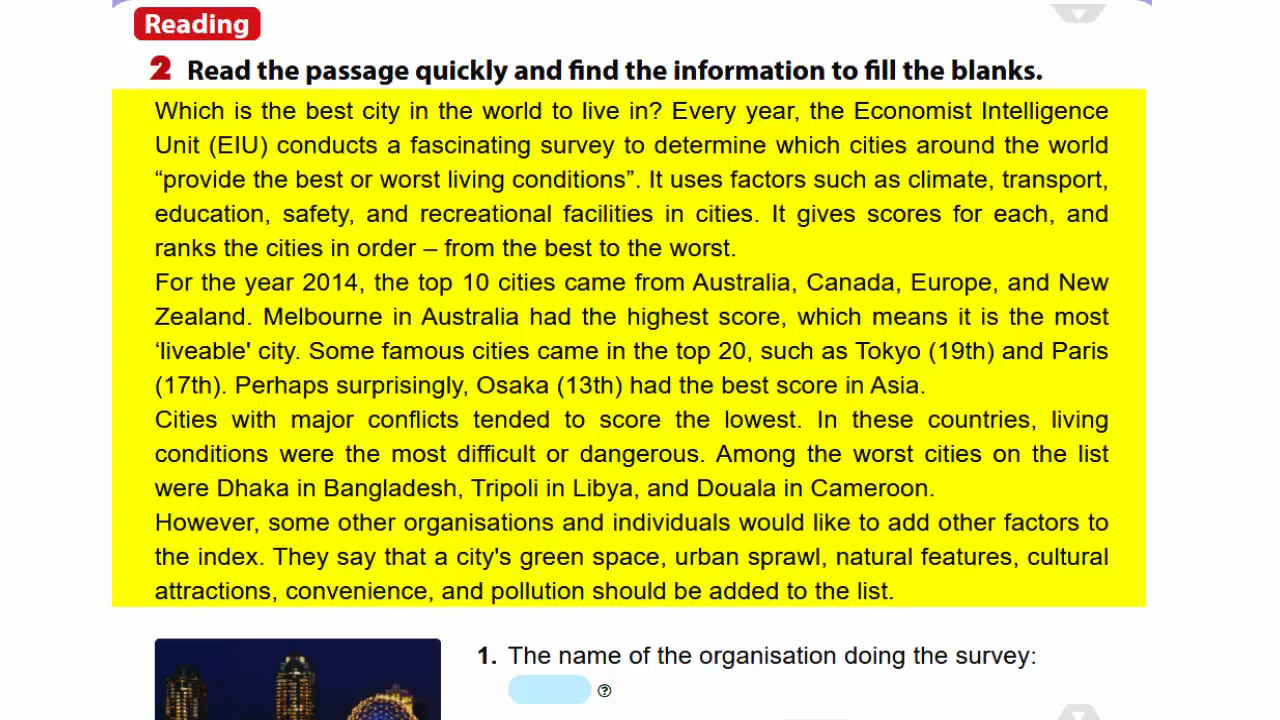 Reading
2 Read the passage quickly and find the information to fill the blanks.
Which is the best city in the world to live in? Every year, the Economist Intelligence
Unit (EIU) conducts a fascinating survey to determine which cities around the world
“provide the best or worst living conditions”. It uses factors such as climate, transport,
education, safety, and recreational facilities in cities. It gives scores for each, and
ranks the cities in order – from the best to the worst.
For the year 2014, the top 10 cities came from Australia, Canada, Europe, and New
Zealand. Melbourne in Australia had the highest score, which means it is the most
‘liveable' city. Some famous cities came in the top 20, such as Tokyo (19th) and Paris
(17th). Perhaps surprisingly, Osaka (13th) had the best score in Asia.
Cities with major conflicts tended to score the lowest. In these countries, living
conditions were the most difficult or dangerous. Among the worst cities on the list
were Dhaka in Bangladesh, Tripoli in Libya, and Douala in Cameroon.
However, some other organisations and individuals would like to add other factors to
the index. They say that a city's green space, urban sprawl, natural features, cultural
attractions, convenience, and pollution should be added to the list.
1. The name of the organisation doing the survey:
?